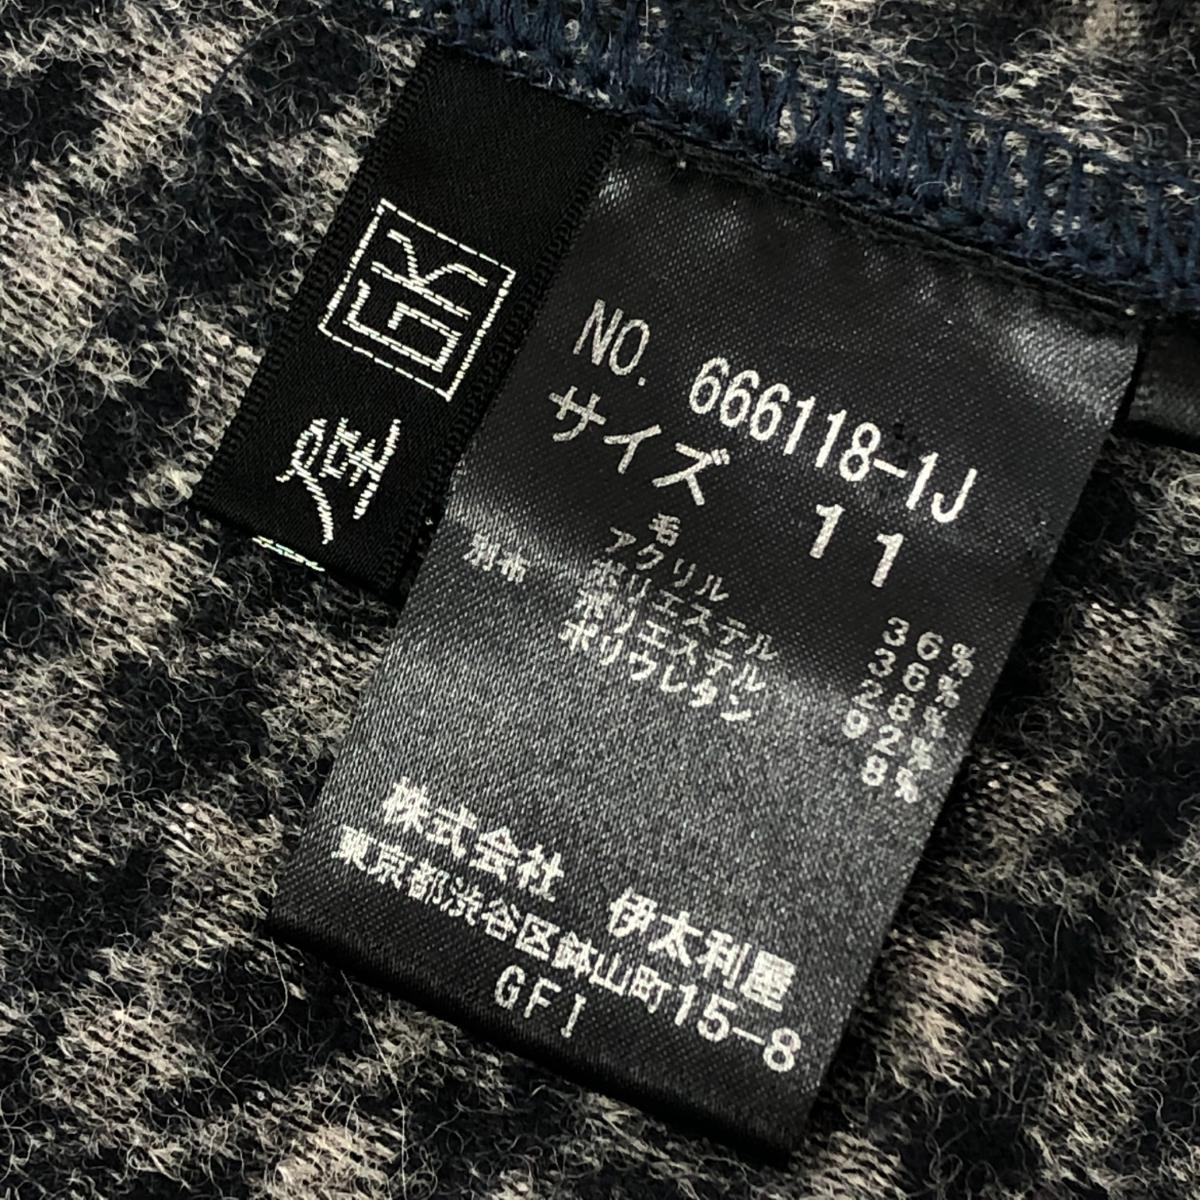 GK
屋
NO. 666118-1J
サイズ 11
毛 36%
アクリル 36%
ポリエステル 28%
別布 ポリエステル 92%
ポリウレタン 8%
株式会社 伊太利屋
東京都渋谷区鉢山町15-8
GFI